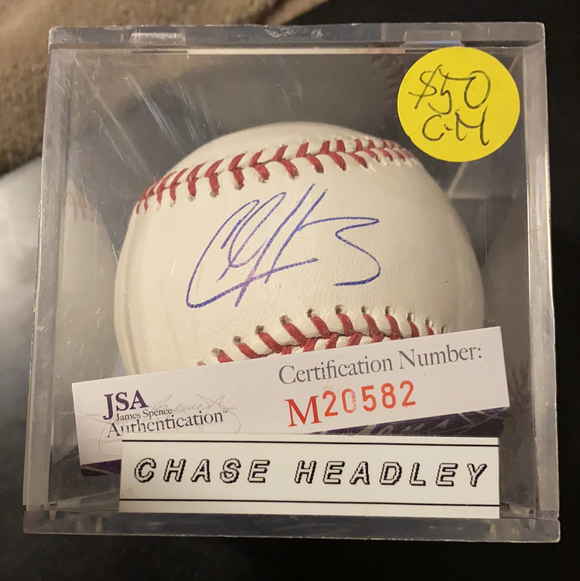 $50
C-M
JSA
James Spence
Authentication
Certification Number:
M20582
CHASE HEADLEY